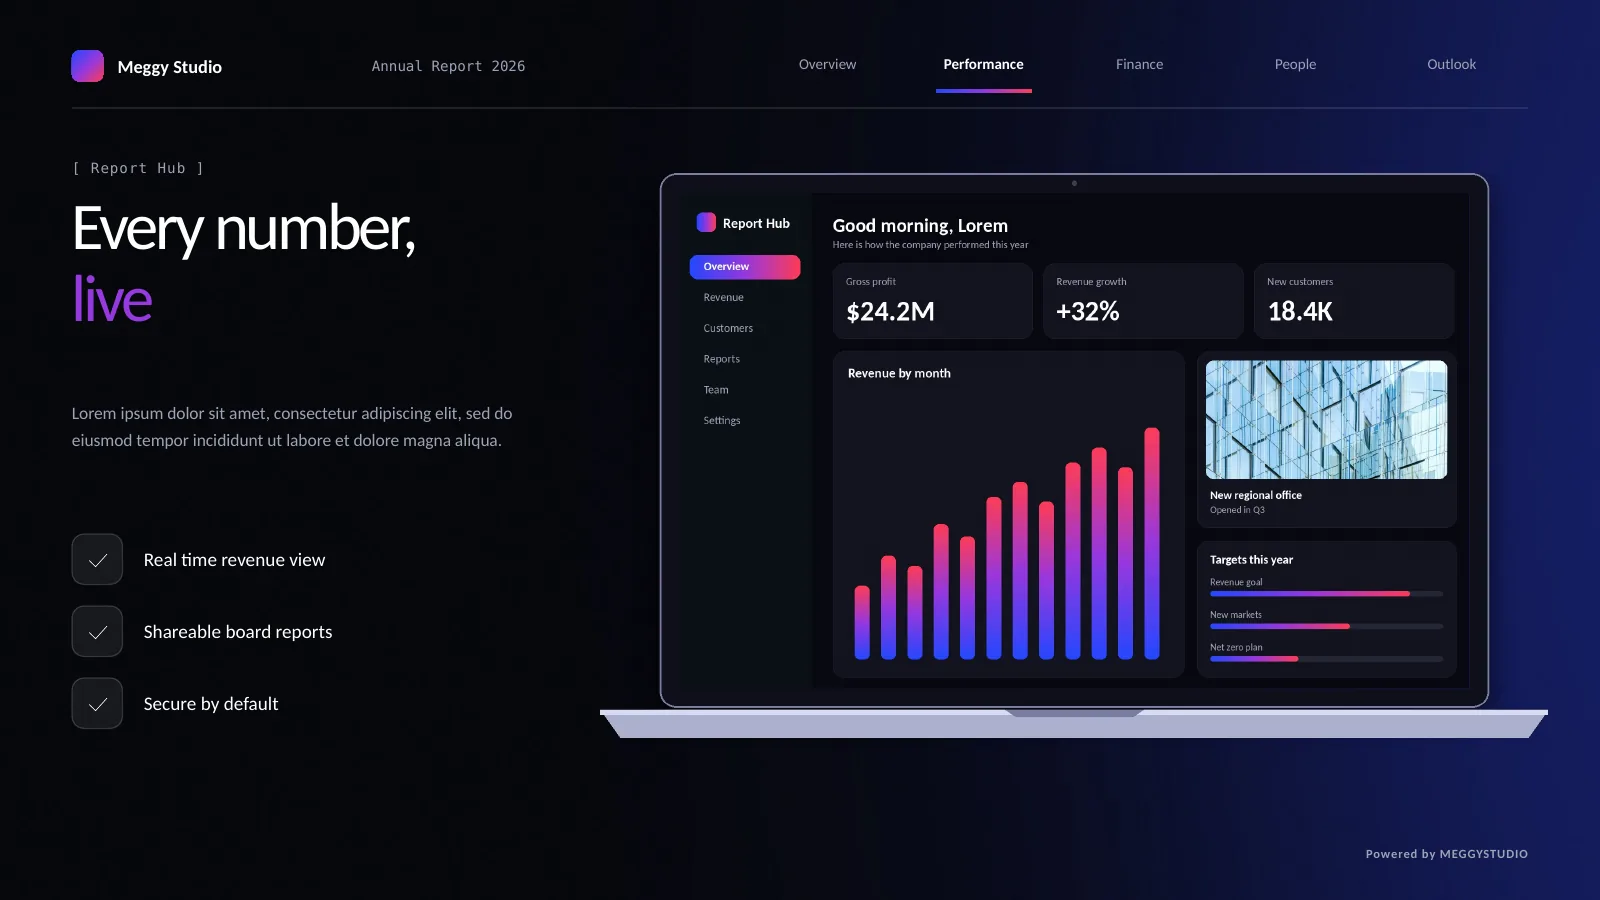 Meggy Studio
Annual Report 2026
Overview
Performance
Finance
People
Outlook
[ Report Hub ]
Every number,
live
Lorem ipsum dolor sit amet, consectetur adipiscing elit, sed do
eiusmod tempor incididunt ut labore et dolore magna aliqua.
Real time revenue view
Shareable board reports
Secure by default
Report Hub
Overview
Revenue
Customers
Reports
Team
Settings
Good morning, Lorem
Here is how the company performed this year
Gross profit
$24.2M
Revenue growth
+32%
New customers
18.4K
Revenue by month
New regional office
Opened in Q3
Targets this year
Revenue goal
New markets
Net zero plan
Powered by MEGGYSTUDIO